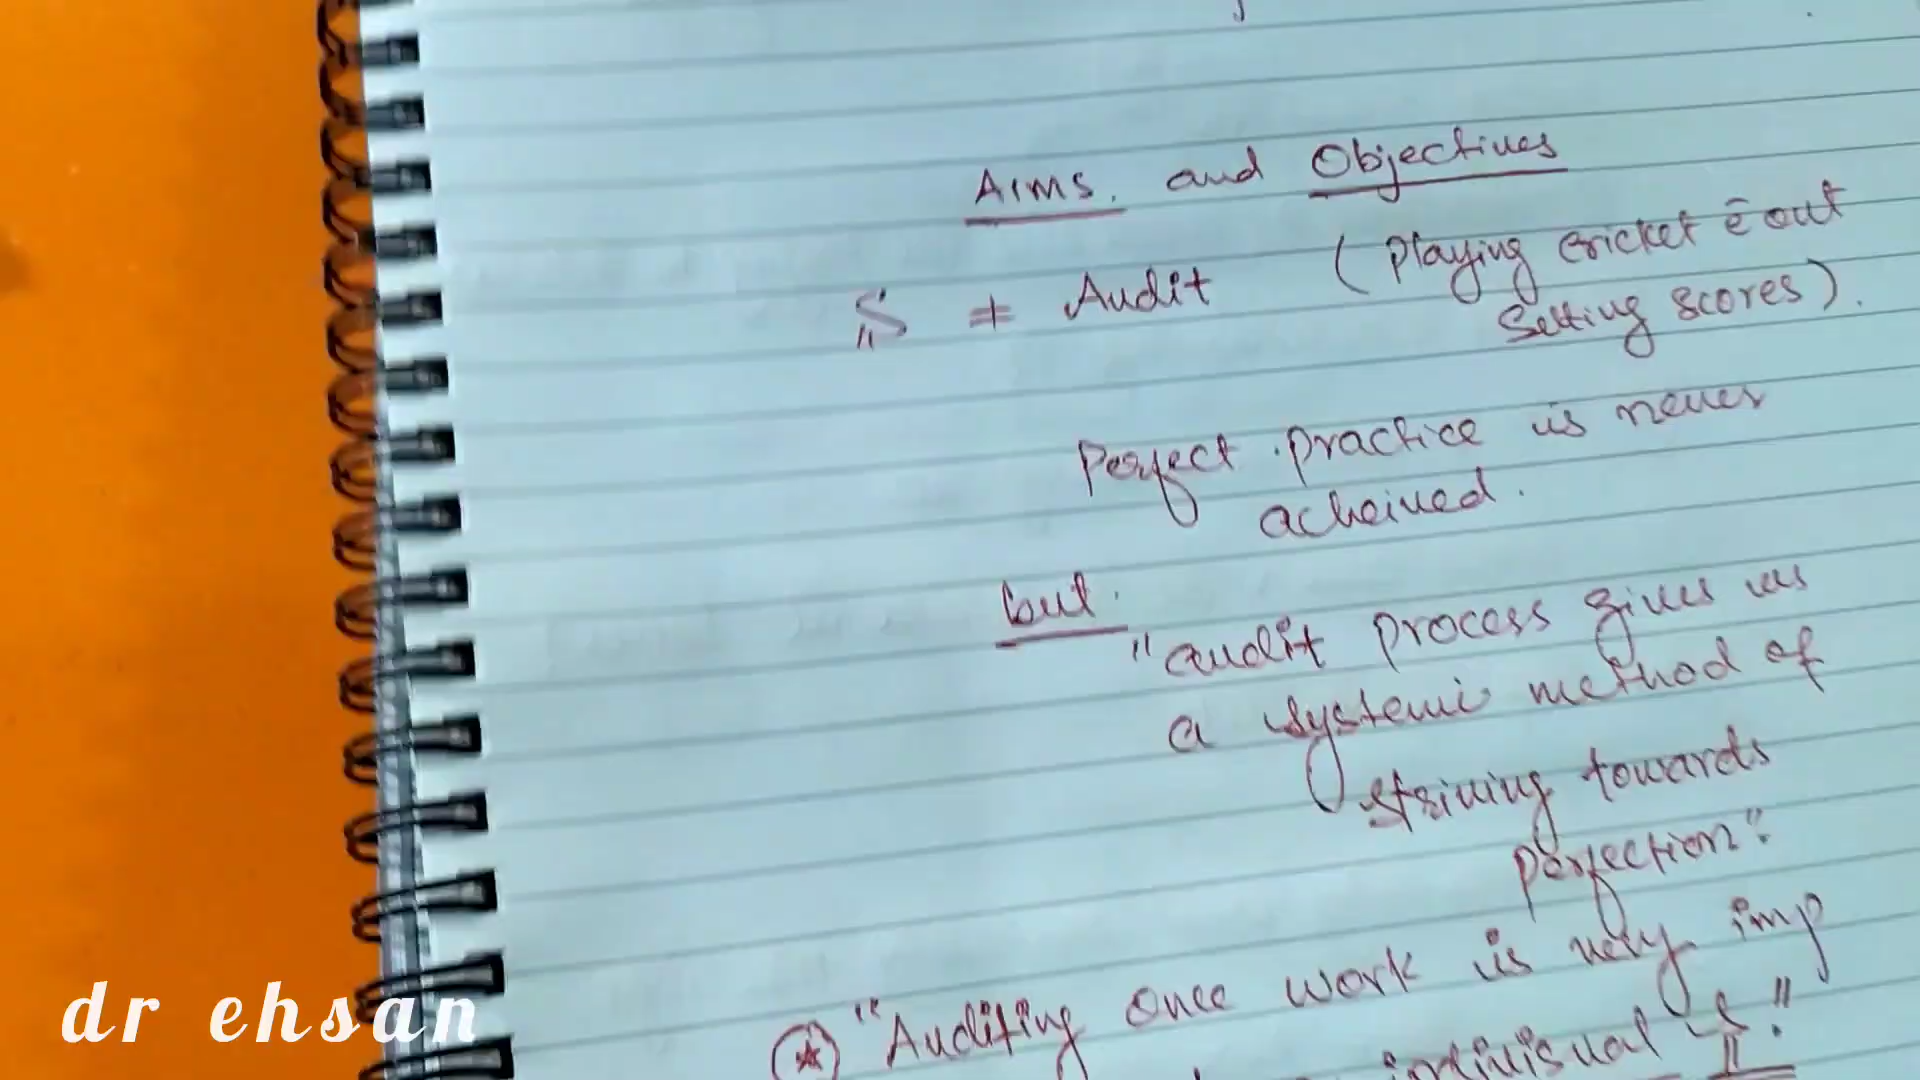 Aims. and Objectives
S ≠ Audit (Playing cricket c̄ out
Setting scores).
Perfect practice is never
acheived.
but.
"audit process gives us
a systemic method of
striving towards
perfection".
"Auditing once work is very imp
indivisual S"
dr ehsan